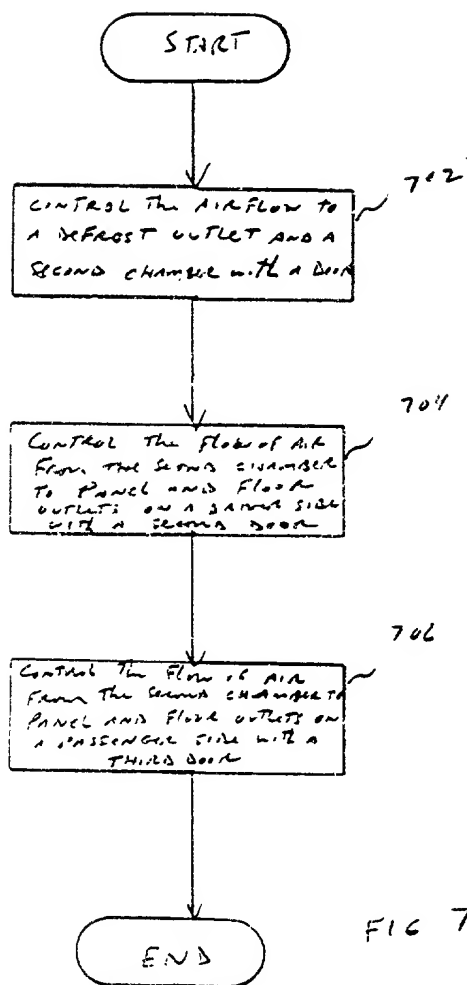 START
702
CONTROL THE AIRFLOW TO
A DEFROST OUTLET AND A
SECOND CHAMBER WITH A DOOR
704
CONTROL THE FLOW OF AIR
FROM THE SECOND CHAMBER
TO PANEL AND FLOOR
OUTLETS ON A DRIVER SIDE
WITH A SECOND DOOR
706
CONTROL THE FLOW OF AIR
FROM THE SECOND CHAMBER TO
PANEL AND FLOOR OUTLETS ON
A PASSENGER SIDE WITH A
THIRD DOOR
END
FIG 7